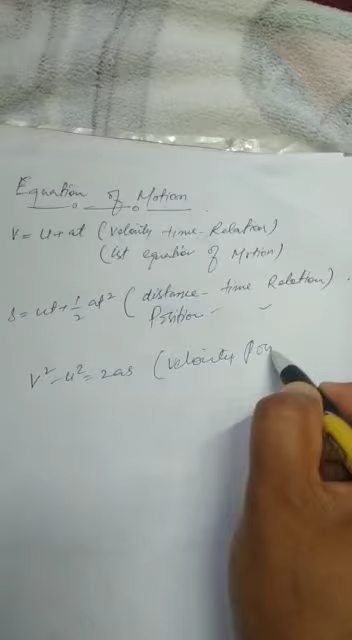 Equation of Motion
v = u + at (velocity - time - Relation)
(1st equation of Motion)
s = ut + 1/2 at² (distance - time Relation).
Position - "
v² - u² = 2as (velocity Pos